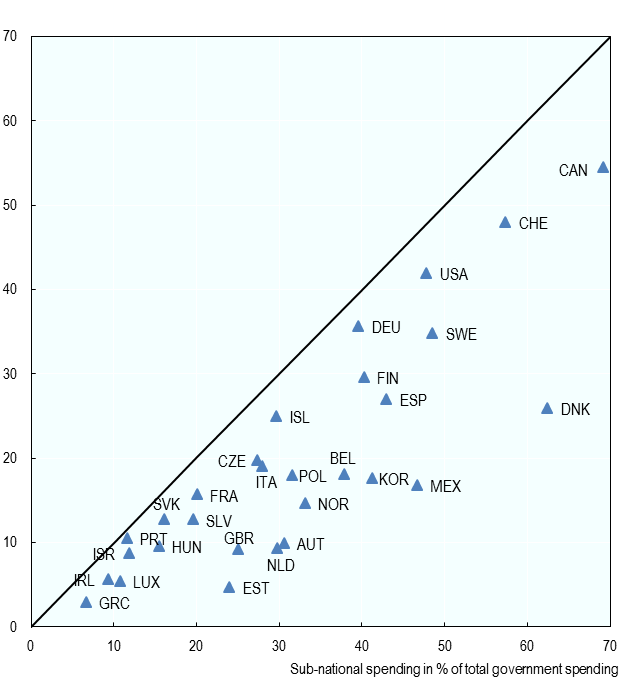 70
60
50
40
30
20
10
0
CAN
CHE
USA
DEU
SWE
FIN
ESP
DNK
ISL
CZE
BEL
ITA
POL
KOR
MEX
FRA
SVK
NOR
SLV
PRT
GBR
AUT
ISR
HUN
NLD
IRL
LUX
EST
GRC
0 10 20 30 40 50 60 70
Sub-national spending in % of total government spending